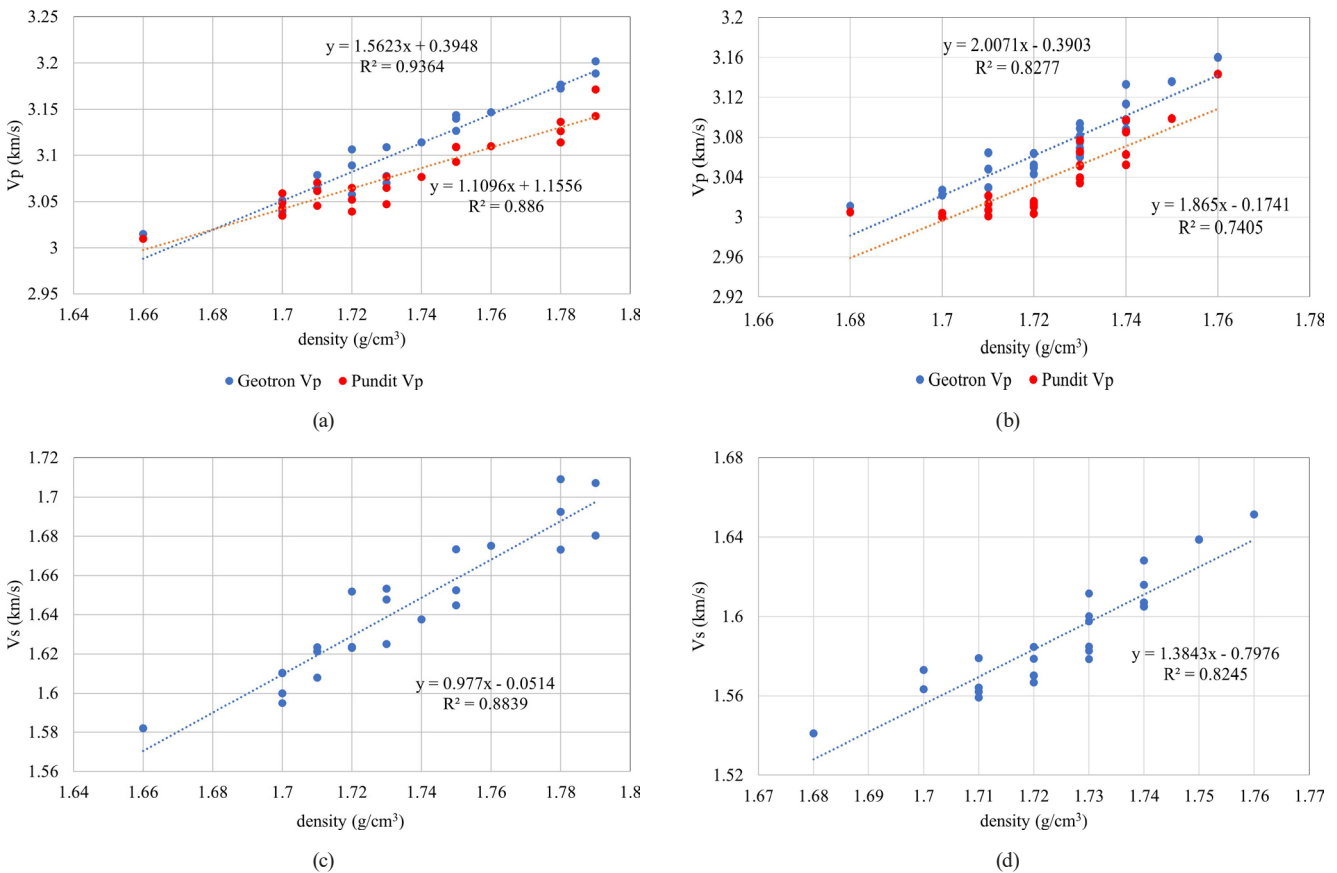 3.25
3.2
3.15
3.1
3.05
3
2.95
Vp (km/s)
y = 1.5623x + 0.3948
R² = 0.9364
y = 1.1096x + 1.1556
R² = 0.886
1.64 1.66 1.68 1.7 1.72 1.74 1.76 1.78 1.8
density (g/cm³)
Geotron Vp Pundit Vp
(a)
3.2
3.16
3.12
3.08
3.04
3
2.96
2.92
Vp (km/s)
y = 2.0071x - 0.3903
R² = 0.8277
y = 1.865x - 0.1741
R² = 0.7405
1.66 1.68 1.7 1.72 1.74 1.76 1.78
density (g/cm³)
Geotron Vp Pundit Vp
(b)
1.72
1.7
1.68
1.66
1.64
1.62
1.6
1.58
1.56
Vs (km/s)
y = 0.977x - 0.0514
R² = 0.8839
1.64 1.66 1.68 1.7 1.72 1.74 1.76 1.78 1.8
density (g/cm³)
(c)
1.68
1.64
1.6
1.56
1.52
Vs (km/s)
y = 1.3843x - 0.7976
R² = 0.8245
1.67 1.68 1.69 1.7 1.71 1.72 1.73 1.74 1.75 1.76 1.77
density (g/cm³)
(d)